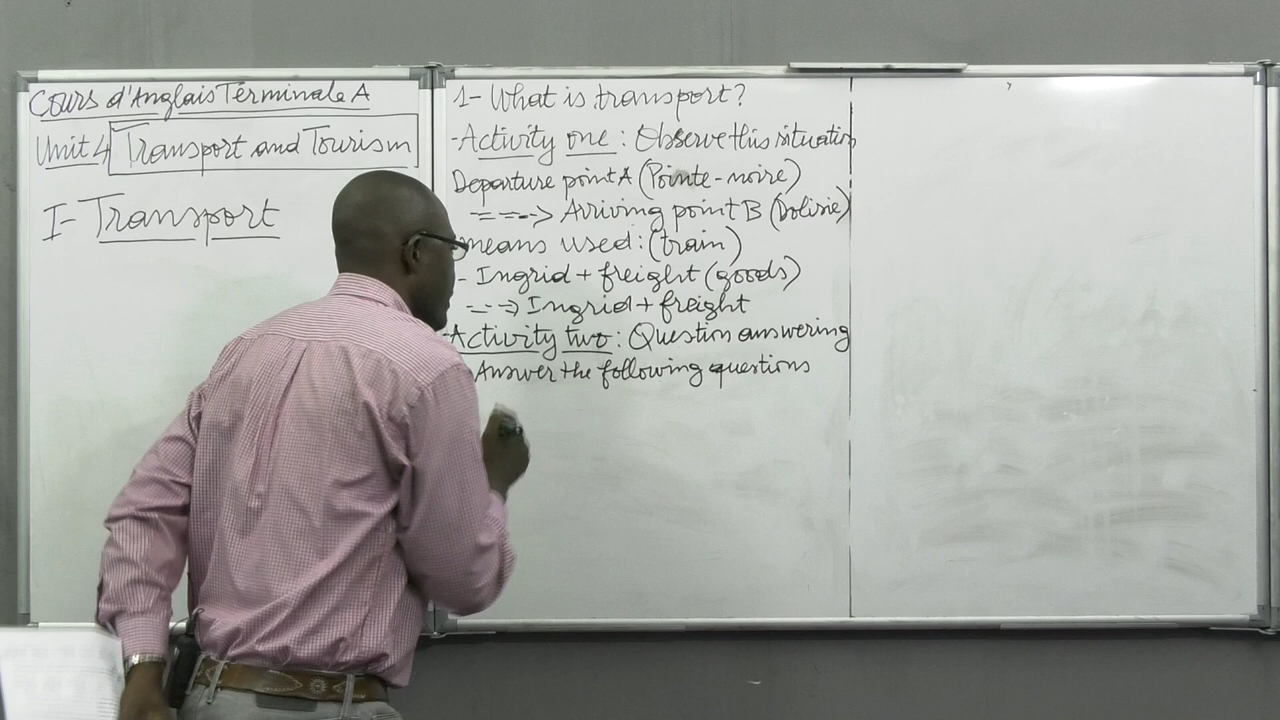 Cours d'Anglais Terminale A
Unit 4 Transport and Tourism
I- Transport
1- What is transport?
-Activity one: Observe this situation
Departure point A (Pointe-noire)
===-> Arriving point B (Dolisie)
means used: (train)
- Ingrid + freight (goods)
---> Ingrid + freight
Activity two: Question answering
Answer the following questions